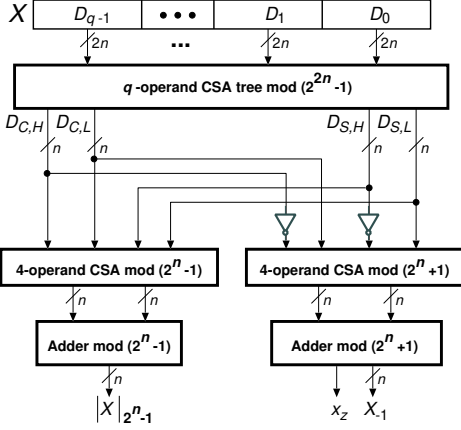 X D_{q-1} ••• D_1 D_0
2n ... 2n 2n
q-operand CSA tree mod (2^{2n}-1)
D_{C,H} D_{C,L} D_{S,H} D_{S,L}
n n n n
4-operand CSA mod (2^n-1) 4-operand CSA mod (2^n+1)
n n n n
Adder mod (2^n-1) Adder mod (2^n+1)
n n
|X|_{2^n-1} x_z X_{-1}